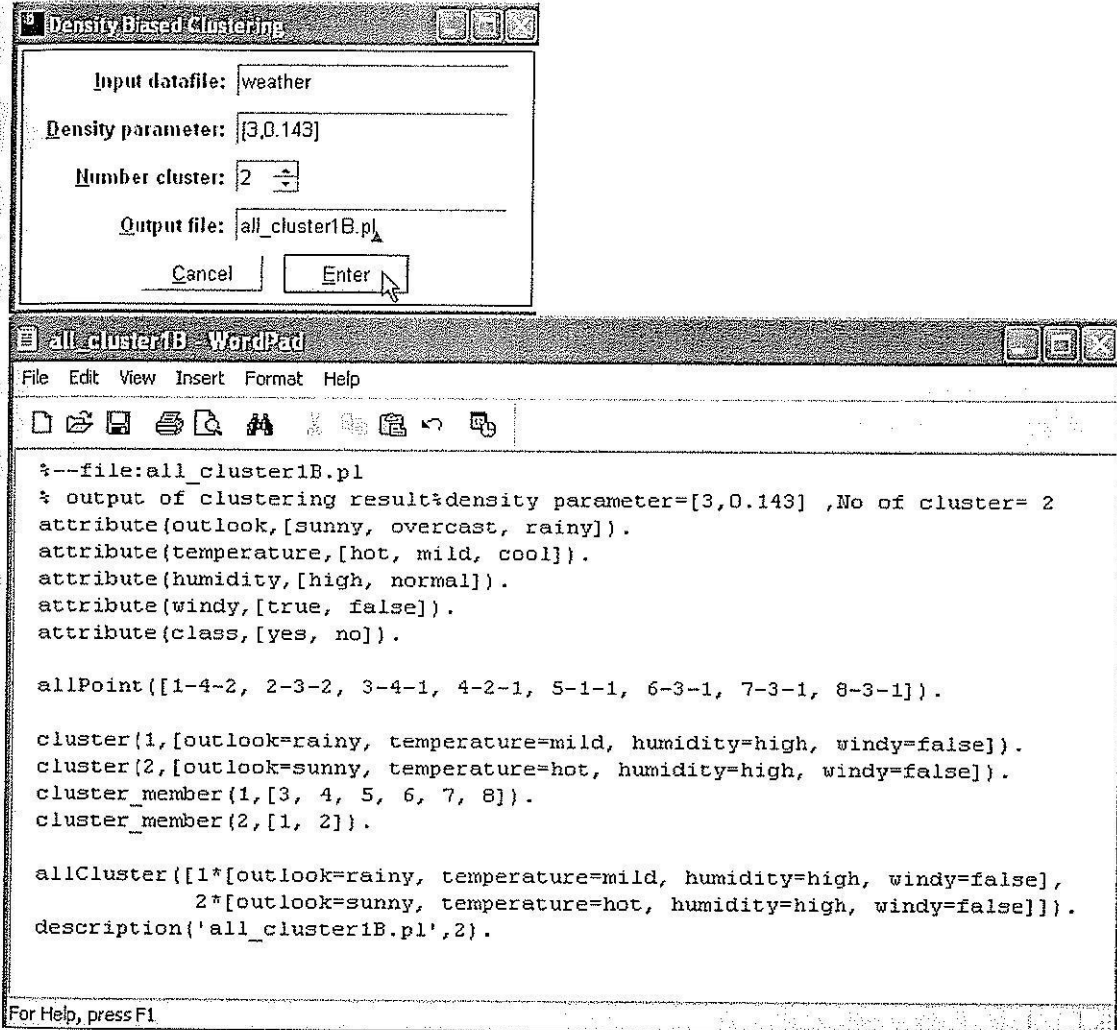 Density Biased Clustering
Input datafile: weather
Density parameter: [3,0.143]
Number cluster: 2
Output file: all_cluster1B.pl
Cancel Enter
all_cluster1B - WordPad
File Edit View Insert Format Help
%--file:all_cluster1B.pl
% output of clustering result%density parameter=[3,0.143] ,No of cluster= 2
attribute(outlook,[sunny, overcast, rainy]).
attribute(temperature,[hot, mild, cool]).
attribute(humidity,[high, normal]).
attribute(windy,[true, false]).
attribute(class,[yes, no]).
allPoint([1-4-2, 2-3-2, 3-4-1, 4-2-1, 5-1-1, 6-3-1, 7-3-1, 8-3-1]).
cluster(1,[outlook=rainy, temperature=mild, humidity=high, windy=false]).
cluster(2,[outlook=sunny, temperature=hot, humidity=high, windy=false]).
cluster_member(1,[3, 4, 5, 6, 7, 8]).
cluster_member(2,[1, 2]).
allCluster([1*[outlook=rainy, temperature=mild, humidity=high, windy=false],
2*[outlook=sunny, temperature=hot, humidity=high, windy=false]]).
description('all_cluster1B.pl',2).
For Help, press F1